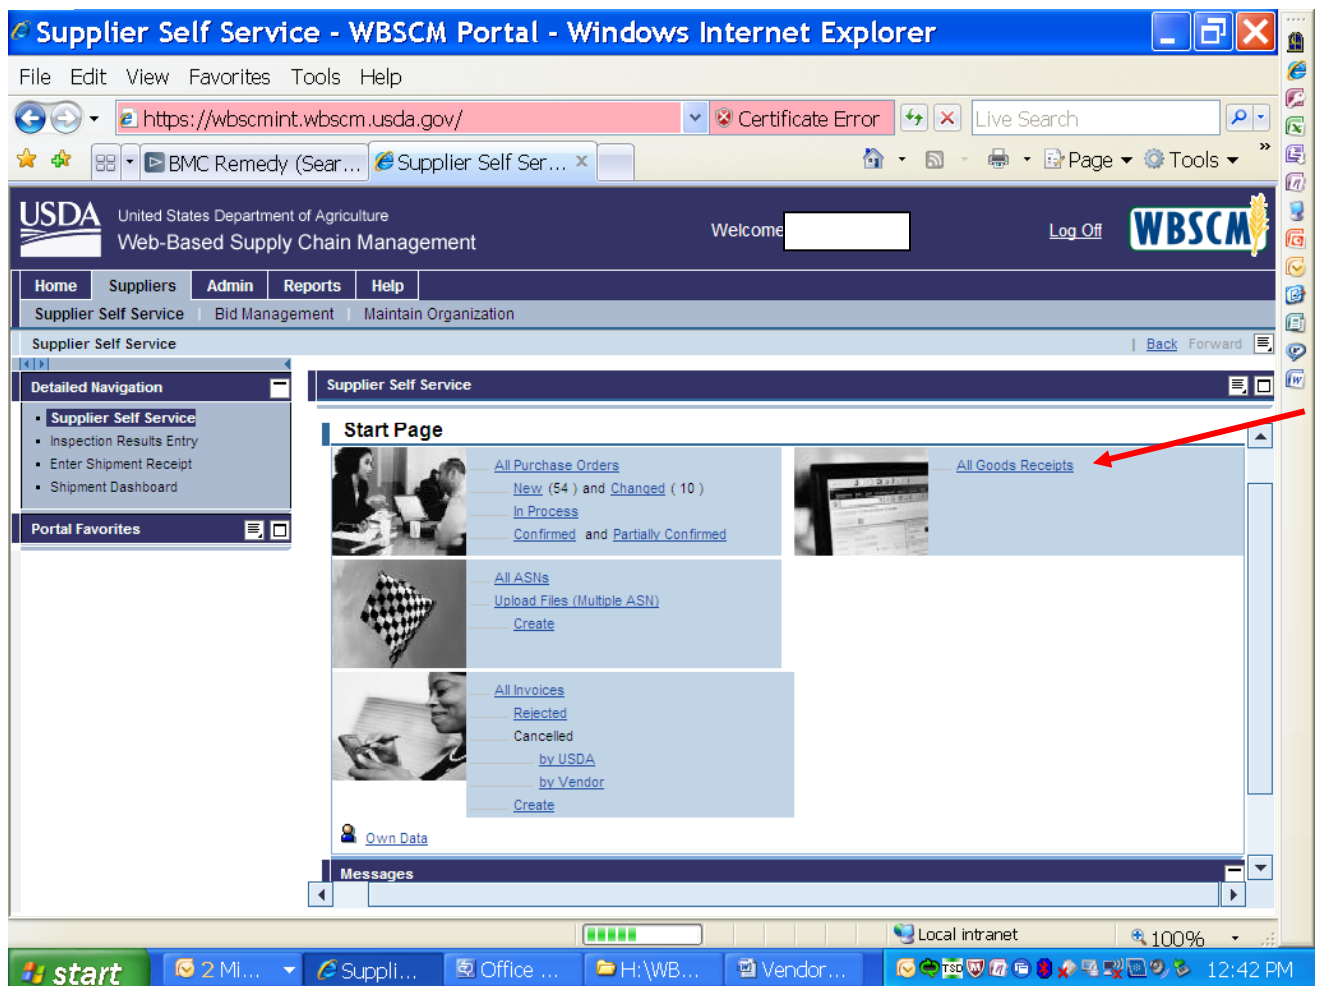 Supplier Self Service - WBSCM Portal - Windows Internet Explorer
File Edit View Favorites Tools Help
https://wbscmint.wbscm.usda.gov/ Certificate Error Live Search
BMC Remedy (Sear... Supplier Self Ser... Page Tools »
USDA United States Department of Agriculture
Web-Based Supply Chain Management
Welcome
Log Off
WBSCM
Home Suppliers Admin Reports Help
Supplier Self Service | Bid Management | Maintain Organization
Supplier Self Service | Back Forward
Detailed Navigation
Supplier Self Service
Inspection Results Entry
Enter Shipment Receipt
Shipment Dashboard
Portal Favorites
Supplier Self Service
Start Page
All Purchase Orders
New (54 ) and Changed ( 10 )
In Process
Confirmed and Partially Confirmed
All Goods Receipts
All ASNs
Upload Files (Multiple ASN)
Create
All Invoices
Rejected
Cancelled
by USDA
by Vendor
Create
Own Data
Messages
Local intranet 100%
start 2 Mi... Suppli... Office ... H:\WB... Vendor... TSD 12:42 PM